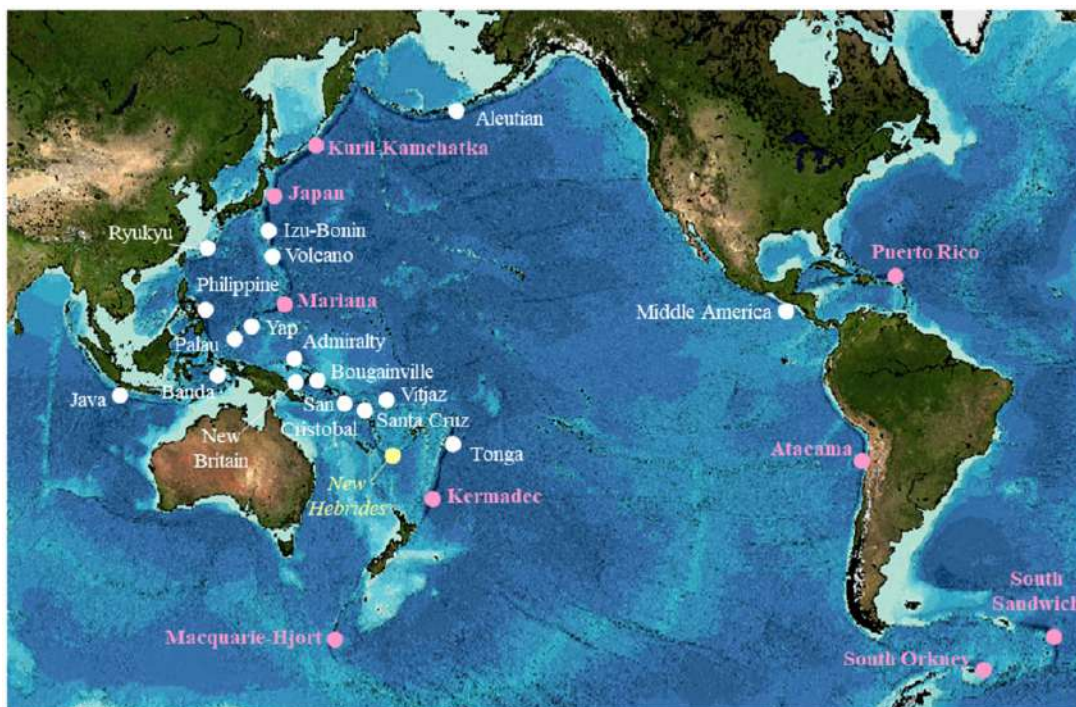 Aleutian
Kuril-Kamchatka
Japan
Izu-Bonin
Ryukyu
Volcano
Puerto Rico
Philippine
Mariana
Middle America
Yap
Palau
Admiralty
Bougainville
Banda
Java
Vitjaz
San
Cristobal
Santa Cruz
New
Britain
Tonga
Atacama
New
Hebrides
Kermadec
South
Sandwich
Macquarie-Hjort
South Orkney